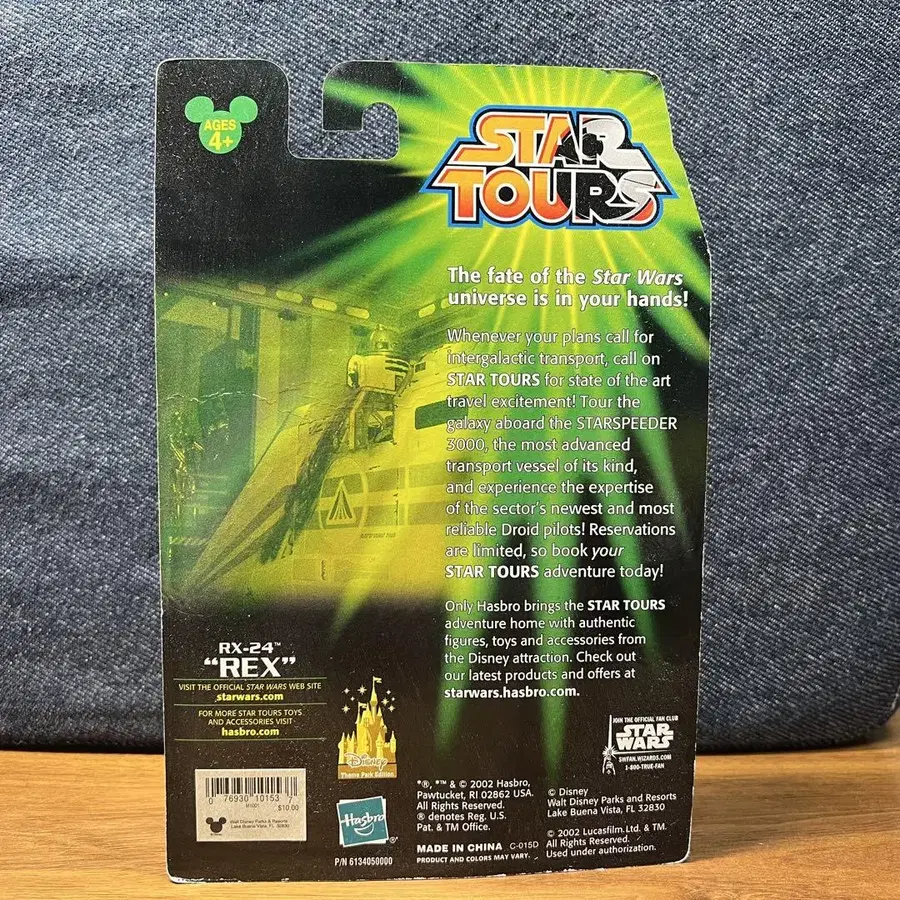 AGES
4+
STAR
TOURS
The fate of the Star Wars
universe is in your hands!
Whenever your plans call for
intergalactic transport, call on
STAR TOURS for state of the art
travel excitement! Tour the
galaxy aboard the STARSPEEDER
3000, the most advanced
transport vessel of its kind,
and experience the expertise
of the sector's newest and most
reliable Droid pilots! Reservations
are limited, so book your
STAR TOURS adventure today!
Only Hasbro brings the STAR TOURS
adventure home with authentic
figures, toys and accessories from
the Disney attraction. Check out
our latest products and offers at
starwars.hasbro.com.
RX-24™
"REX"
VISIT THE OFFICIAL STAR WARS WEB SITE
starwars.com
FOR MORE STAR TOURS TOYS
AND ACCESSORIES VISIT
hasbro.com
Disney
Theme Park Edition
JOIN THE OFFICIAL FAN CLUB
STAR
WARS
SWFAN.WIZARDS.COM
1-800-TRUE-FAN
0 76930 10153 7
$10.00
Walt Disney Parks & Resorts
Lake Buena Vista, FL
Hasbro®
P/N 6134050000
*®, *™ & © 2002 Hasbro,
Pawtucket, RI 02862 USA.
All Rights Reserved.
® denotes Reg. U.S.
Pat. & TM Office.
MADE IN CHINA C-015D
PRODUCT AND COLORS MAY VARY.
© Disney
Walt Disney Parks and Resorts
Lake Buena Vista, FL 32830
© 2002 Lucasfilm Ltd. & TM.
All Rights Reserved.
Used under authorization.